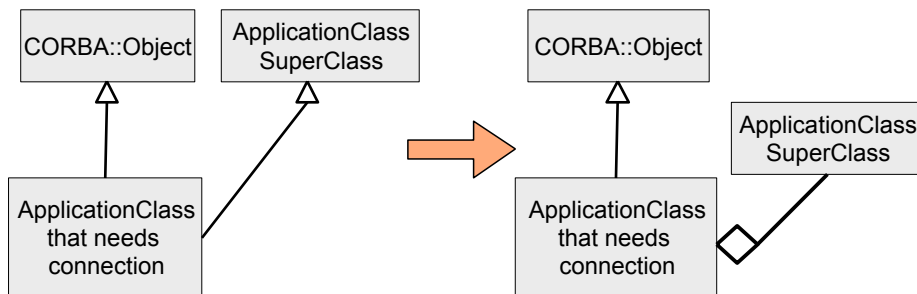 CORBA::Object
ApplicationClass
SuperClass
ApplicationClass
that needs
connection
CORBA::Object
ApplicationClass
SuperClass
ApplicationClass
that needs
connection